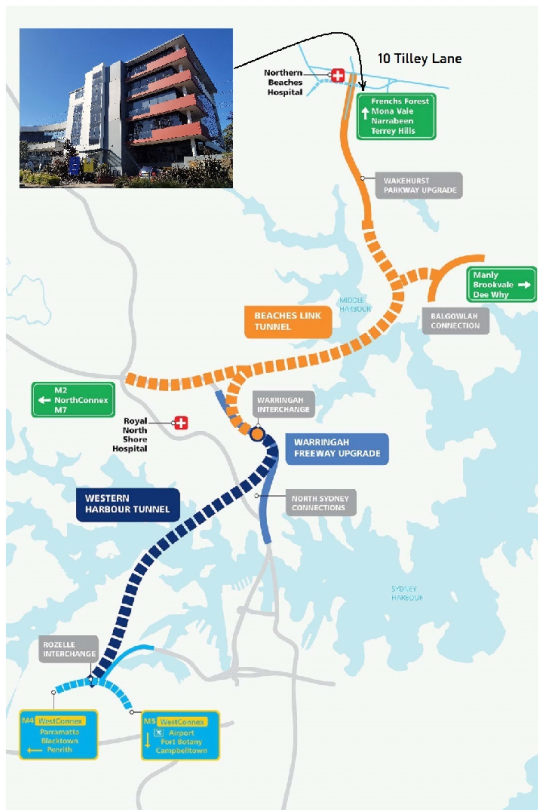 10 Tilley Lane
Northern
Beaches
Hospital
Frenchs Forest
Mona Vale
Narrabeen
Terrey Hills
WAKEHURST
PARKWAY UPGRADE
Manly
Brookvale
Dee Why
MIDDLE
HARBOUR
BEACHES LINK
TUNNEL
BALGOWLAH
CONNECTION
M2
NorthConnex
M7
WARRINGAH
INTERCHANGE
Royal
North
Shore
Hospital
WARRINGAH
FREEWAY UPGRADE
WESTERN
HARBOUR TUNNEL
NORTH SYDNEY
CONNECTIONS
SYDNEY
HARBOUR
ROZELLE
INTERCHANGE
M4 WestConnex
Parramatta
Blacktown
Penrith
M5 WestConnex
Airport
Port Botany
Campbelltown